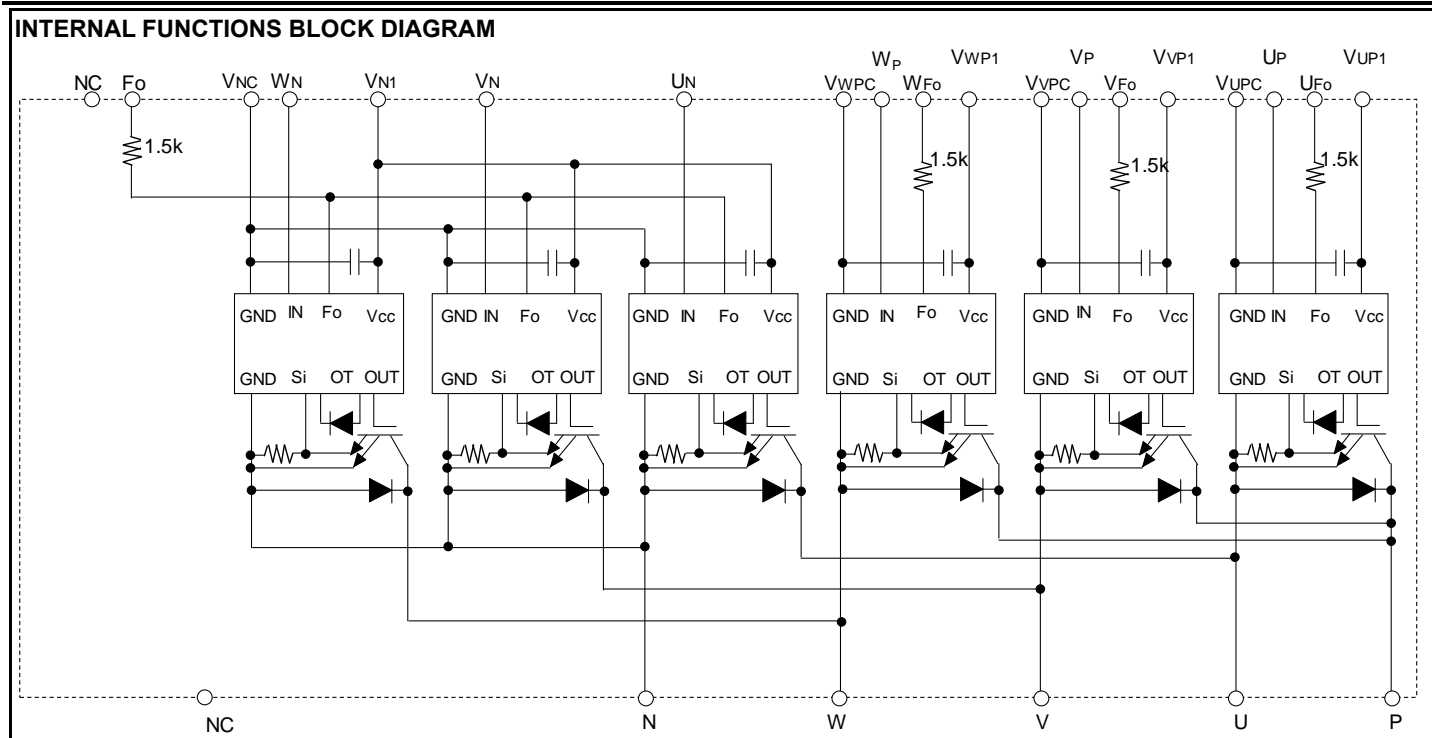 INTERNAL FUNCTIONS BLOCK DIAGRAM
WP VWP1 VP VVP1 UP VUP1
NC Fo VNC WN VN1 VN UN VWPC WFo VVPC VFo VUPC UFo
1.5k 1.5k 1.5k 1.5k
GND IN Fo Vcc GND IN Fo Vcc GND IN Fo Vcc GND IN Fo Vcc GND IN Fo Vcc GND IN Fo Vcc
GND Si OT OUT GND Si OT OUT GND Si OT OUT GND Si OT OUT GND Si OT OUT GND Si OT OUT
NC N W V U P